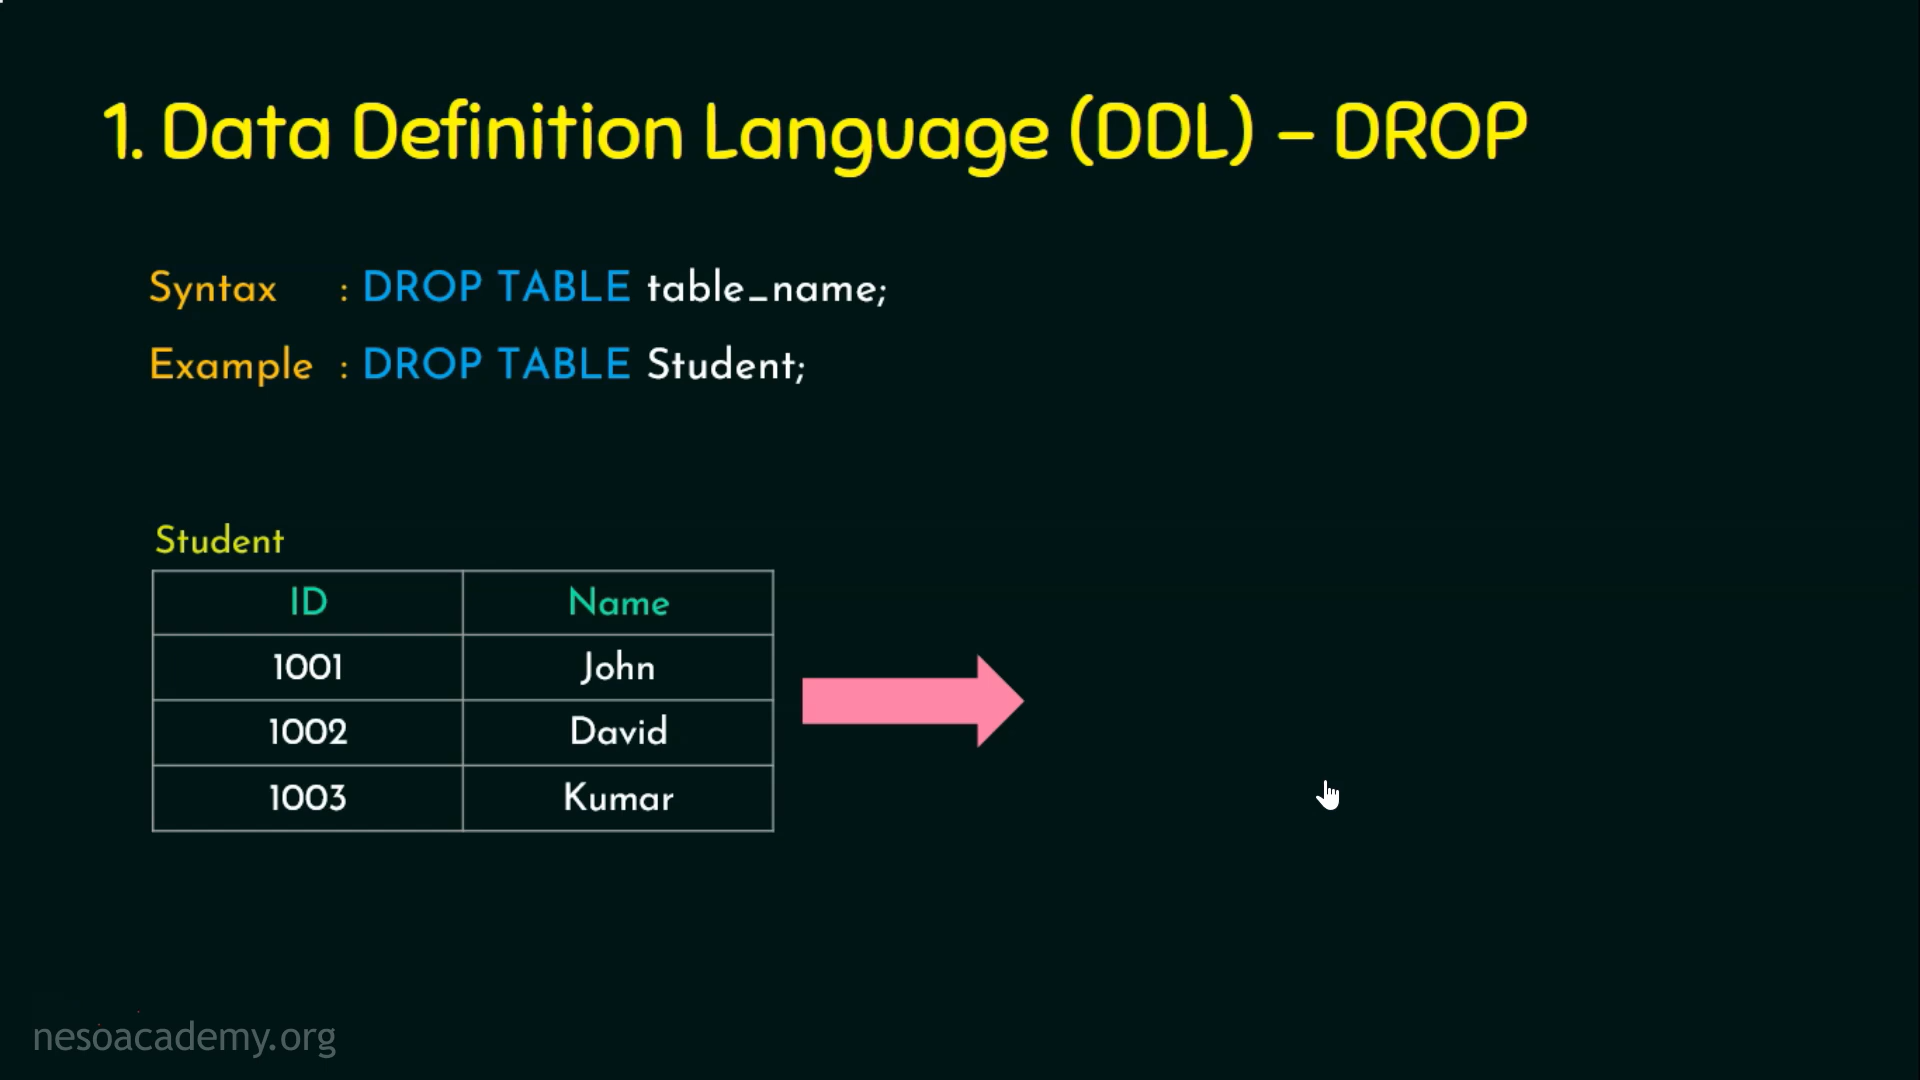 1. Data Definition Language (DDL) – DROP
Syntax : DROP TABLE table_name;
Example : DROP TABLE Student;
Student
ID Name
1001 John
1002 David
1003 Kumar
nesoacademy.org